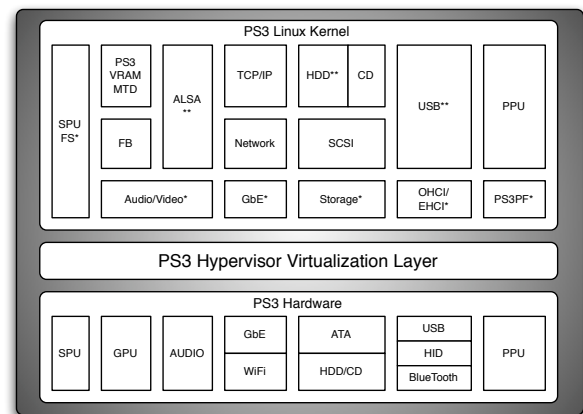 PS3 Linux Kernel
SPU
FS*
PS3
VRAM
MTD
ALSA
**
TCP/IP
HDD**
CD
USB**
PPU
FB
Network
SCSI
Audio/Video*
GbE*
Storage*
OHCI/
EHCI*
PS3PF*
PS3 Hypervisor Virtualization Layer
PS3 Hardware
SPU
GPU
AUDIO
GbE
WiFi
ATA
HDD/CD
USB
HID
BlueTooth
PPU